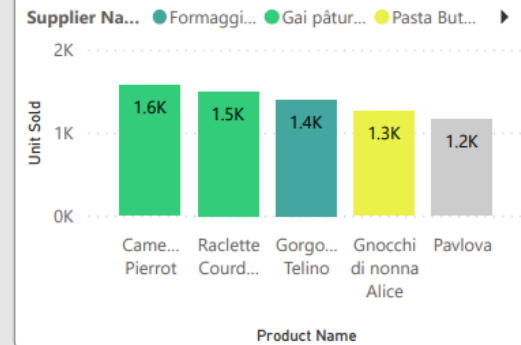 Supplier Na... Formaggi... Gai pâtur... Pasta But...
2K
1K
0K
Unit Sold
1.6K
1.5K
1.4K
1.3K
1.2K
Came...
Pierrot
Raclette
Courd...
Gorgo...
Telino
Gnocchi
di nonna
Alice
Pavlova
Product Name